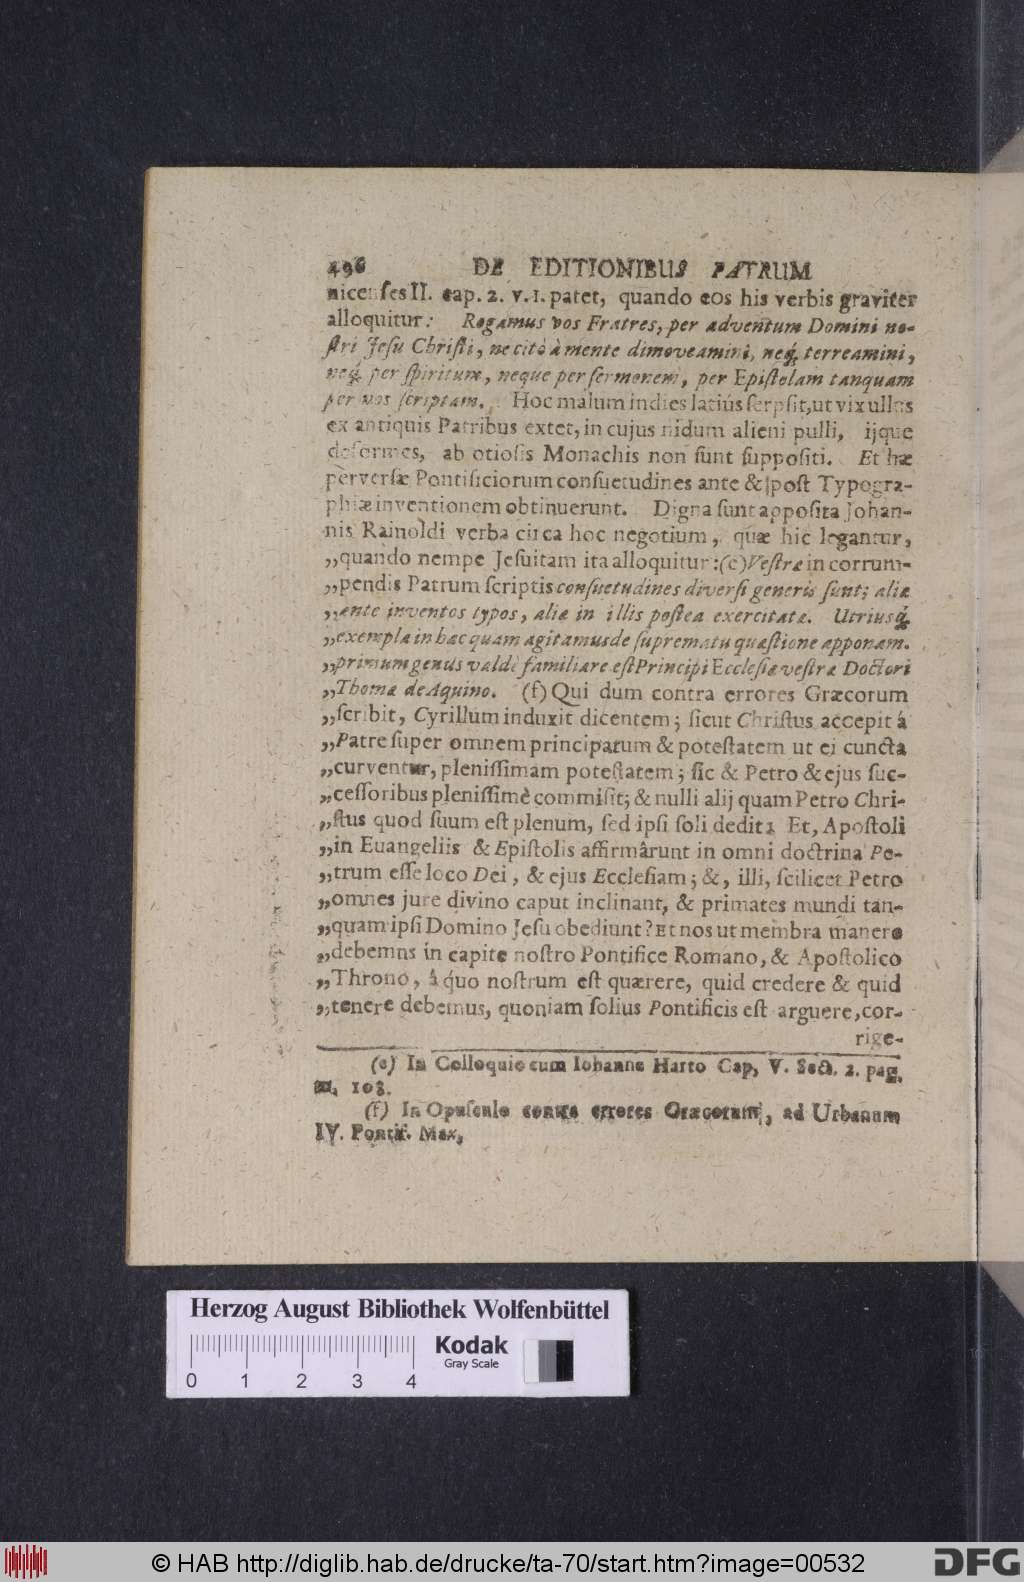 496 DE EDITIONIBUS PATRUM
nicenſes II. cap. 2. v. 1. patet, quando eos his verbis graviter
alloquitur: Rogamus vos Fratres, per adventum Domini no-
ſtri Jeſu Chriſti, ne citò à mente dimoveamini, neq́; terreamini,
neq́; per ſpiritum, neque per ſermonem, per Epiſtolam tanquam
per nos ſcriptam. Hoc malum indies latiùs ſerpſit, ut vix ullus
ex antiquis Patribus extet, in cujus nidum alieni pulli, ijque
deformes, ab otioſis Monachis non ſunt ſuppoſiti. Et hæ
perverſæ Pontificiorum conſuetudines ante & poſt Typogra-
phiæ inventionem obtinuerunt. Digna ſunt appoſita Johan-
nis Rainoldi verba circa hoc negotium, quæ hic legantur,
„quando nempe Jeſuitam ita alloquitur: (e) Veſtræ in corrum-
„pendis Patrum ſcriptis conſuetudines diverſi generis ſunt; aliæ
„ante inventos typos, aliæ in illis poſtea exercitatæ. Utriusq́;
„exempla in hac quam agitamus de ſuprematu quæſtione apponam.
„primum genus valdè familiare eſt Principi Eccleſiæ veſtræ Doctori
„Thomæ de Aquino. (f) Qui dum contra errores Græcorum
„ſcribit, Cyrillum induxit dicentem; ſicut Chriſtus accepit á
„Patre ſuper omnem principatum & poteſtatem ut ei cuncta
„curventur, pleniſſimam poteſtatem; ſic & Petro & ejus ſuc-
„ceſſoribus pleniſſimè commiſit; & nulli alij quam Petro Chri-
„ſtus quod ſuum eſt plenum, ſed ipſi ſoli dedit; Et, Apoſtoli
„in Euangeliis & Epiſtolis affirmârunt in omni doctrina Pe-
„trum eſſe loco Dei, & ejus Eccleſiam; &, illi, ſcilicet Petro
„omnes jure divino caput inclinant, & primates mundi tan-
„quam ipſi Domino Jeſu obediunt? Et nos ut membra manere
„debemus in capite noſtro Pontifice Romano, & Apoſtolico
„Throno, á quo noſtrum eſt quærere, quid credere & quid
„tenere debemus, quoniam ſolius Pontificis eſt arguere, cor-
rige-
(e) In Colloquio cum Iohanne Harto Cap. V. Sect. 2. pag.
m. 108.
(f) In Opuſculo contra errores Græcorum, ad Urbanum
IV. Pontif. Max.
Herzog August Bibliothek Wolfenbüttel
Kodak
Gray Scale
0 1 2 3 4
© HAB http://diglib.hab.de/drucke/ta-70/start.htm?image=00532
DFG